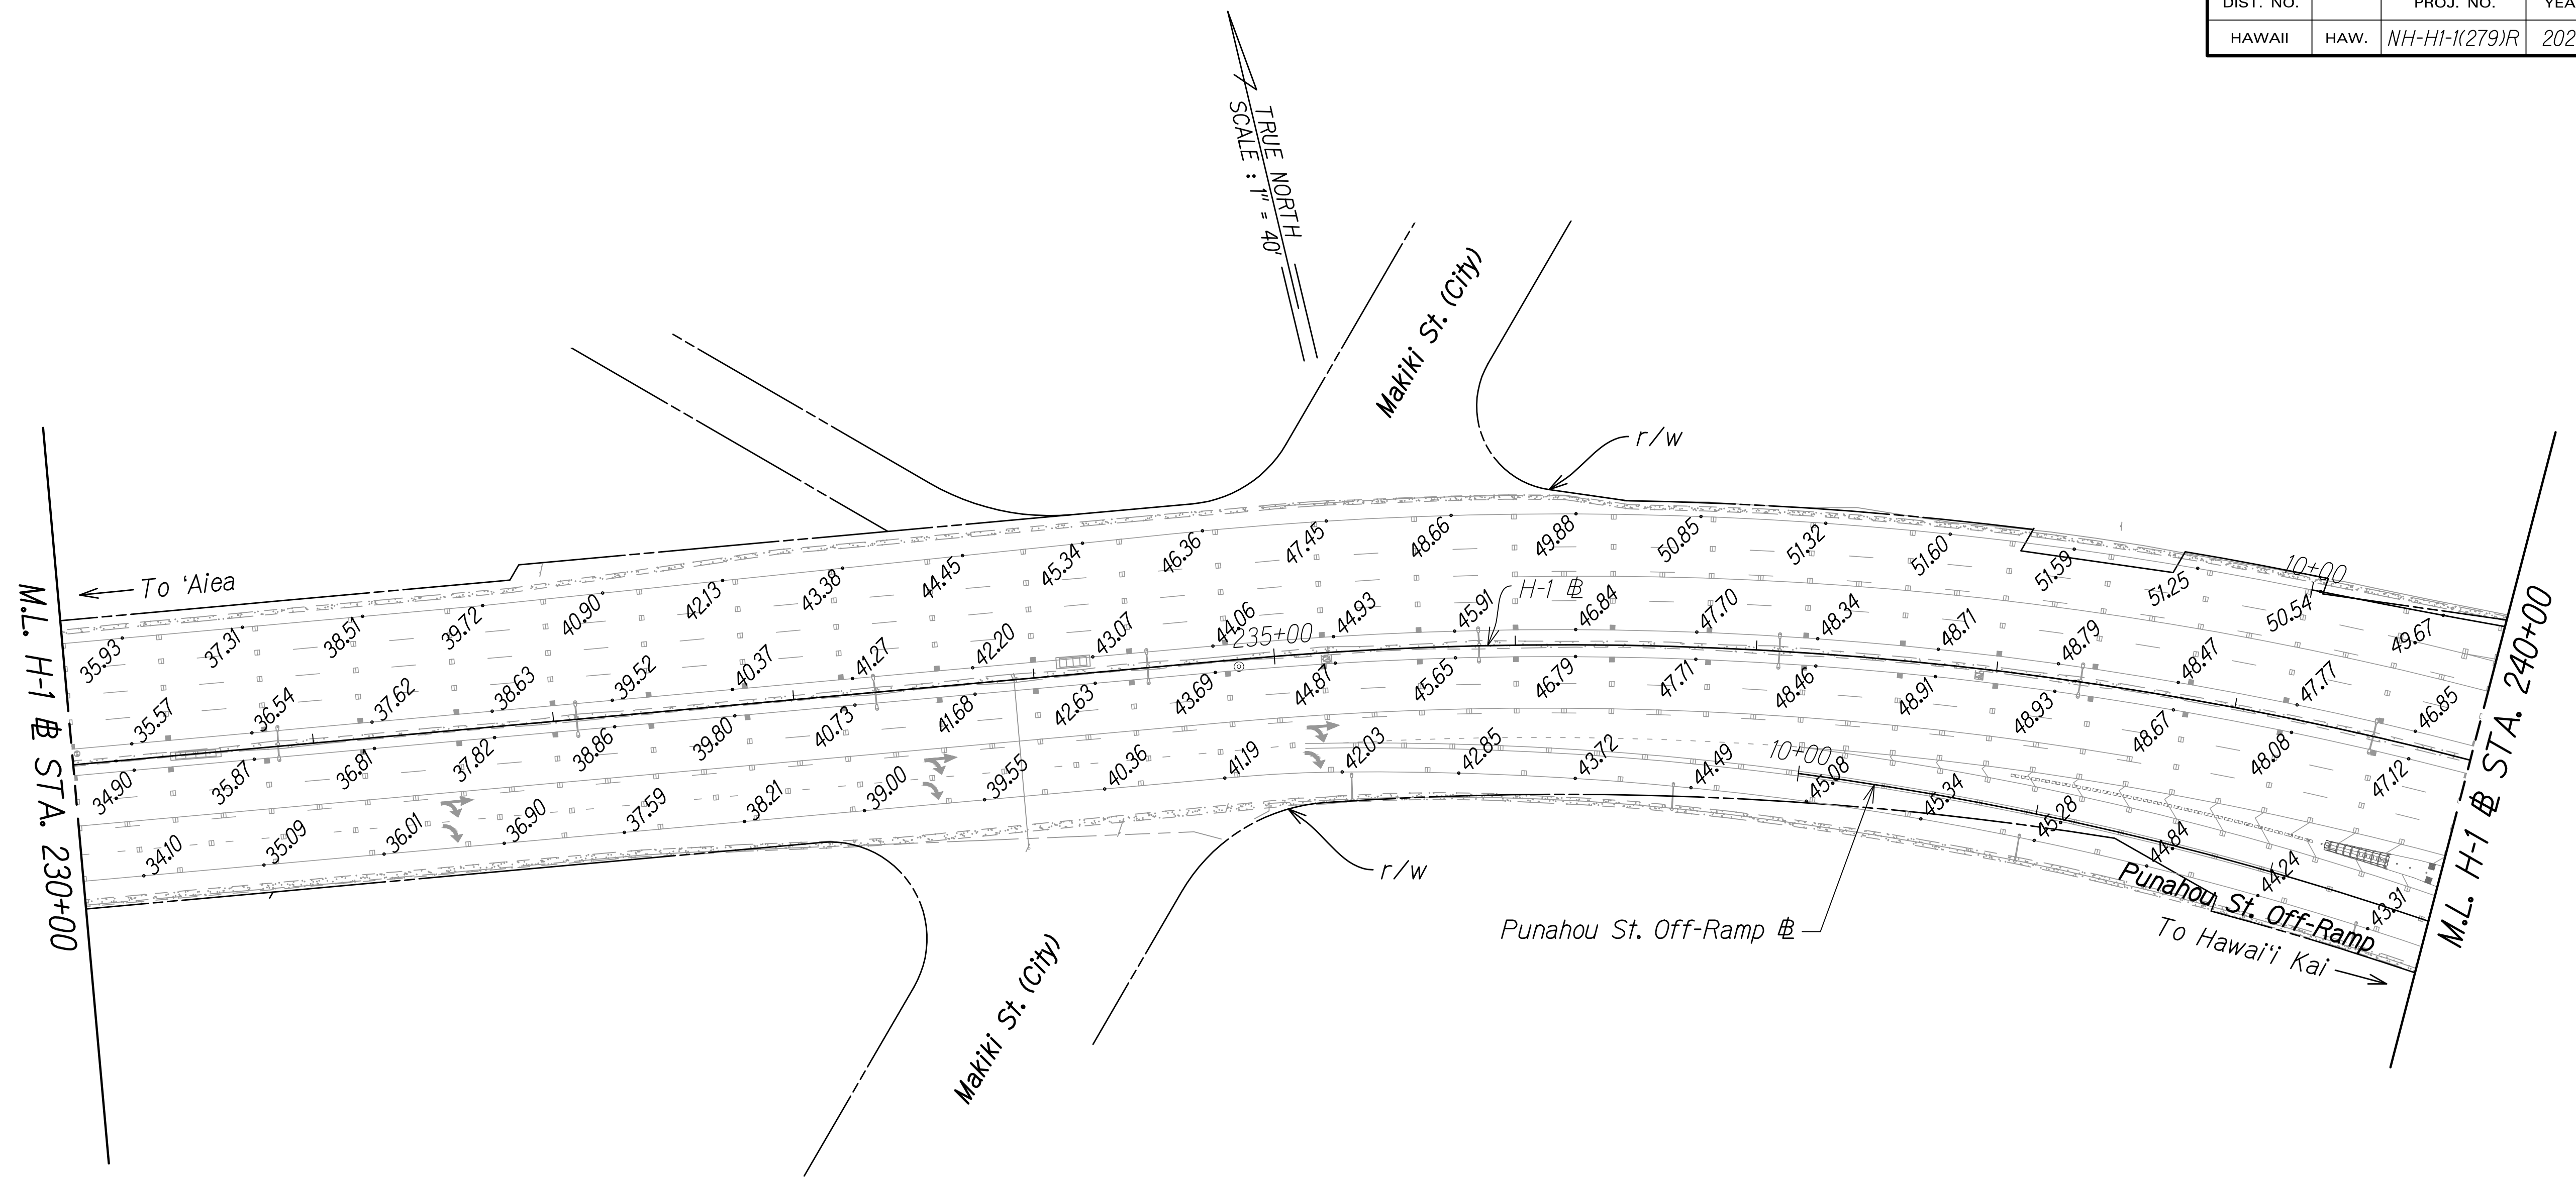 DIST. NO. PROJ. NO. YEA
HAWAII HAW. NH-H1-1(279)R 202
TRUE NORTH
SCALE : 1" = 40'
Makiki St. (City)
r/w
H-1 BL
To ʻAiea
M.L. H-1 BL STA. 230+00
35.93 37.31 38.51 39.72 40.90 42.13 43.38 44.45 45.34 46.36 47.45 48.66 49.88 50.85 51.32 51.60 51.59 51.25 50.54 49.67
10+00
35.57 36.54 37.62 38.63 39.52 40.37 41.27 42.20 43.07 44.06 44.93 45.91 46.84 47.70 48.34 48.71 48.79 48.47 47.77 46.85
235+00
34.90 35.87 36.81 37.82 38.86 39.80 40.73 41.68 42.63 43.69 44.87 45.65 46.79 47.71 48.46 48.91 48.93 48.67 48.08 47.12
10+00
34.10 35.09 36.01 36.90 37.59 38.21 39.00 39.55 40.36 41.19 42.03 42.85 43.72 44.49 45.08 45.34 45.28 44.84 44.24 43.31
M.L. H-1 BL STA. 240+00
r/w
Punahou St. Off-Ramp BL
Punahou St. Off-Ramp
To Hawaiʻi Kai
Makiki St. (City)